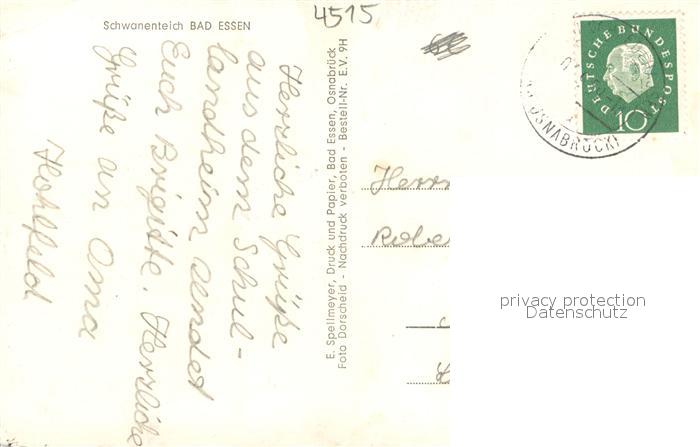 Schwanenteich BAD ESSEN
4515
Herzliche Grüße
aus dem Schul-
landheim sendet
Euch Brigitte. Herzliche
Grüße an Oma
Hohlfeld
E. Spellmeyer, Druck und Papier, Bad Essen, Osnabrück
Foto Dorscheid - Nachdruck verboten - Bestell-Nr. E.V. 9H
DEUTSCHE BUNDESPOST
10
OSNABRÜCK
Herrn
Robe
privacy protection
Datenschutz